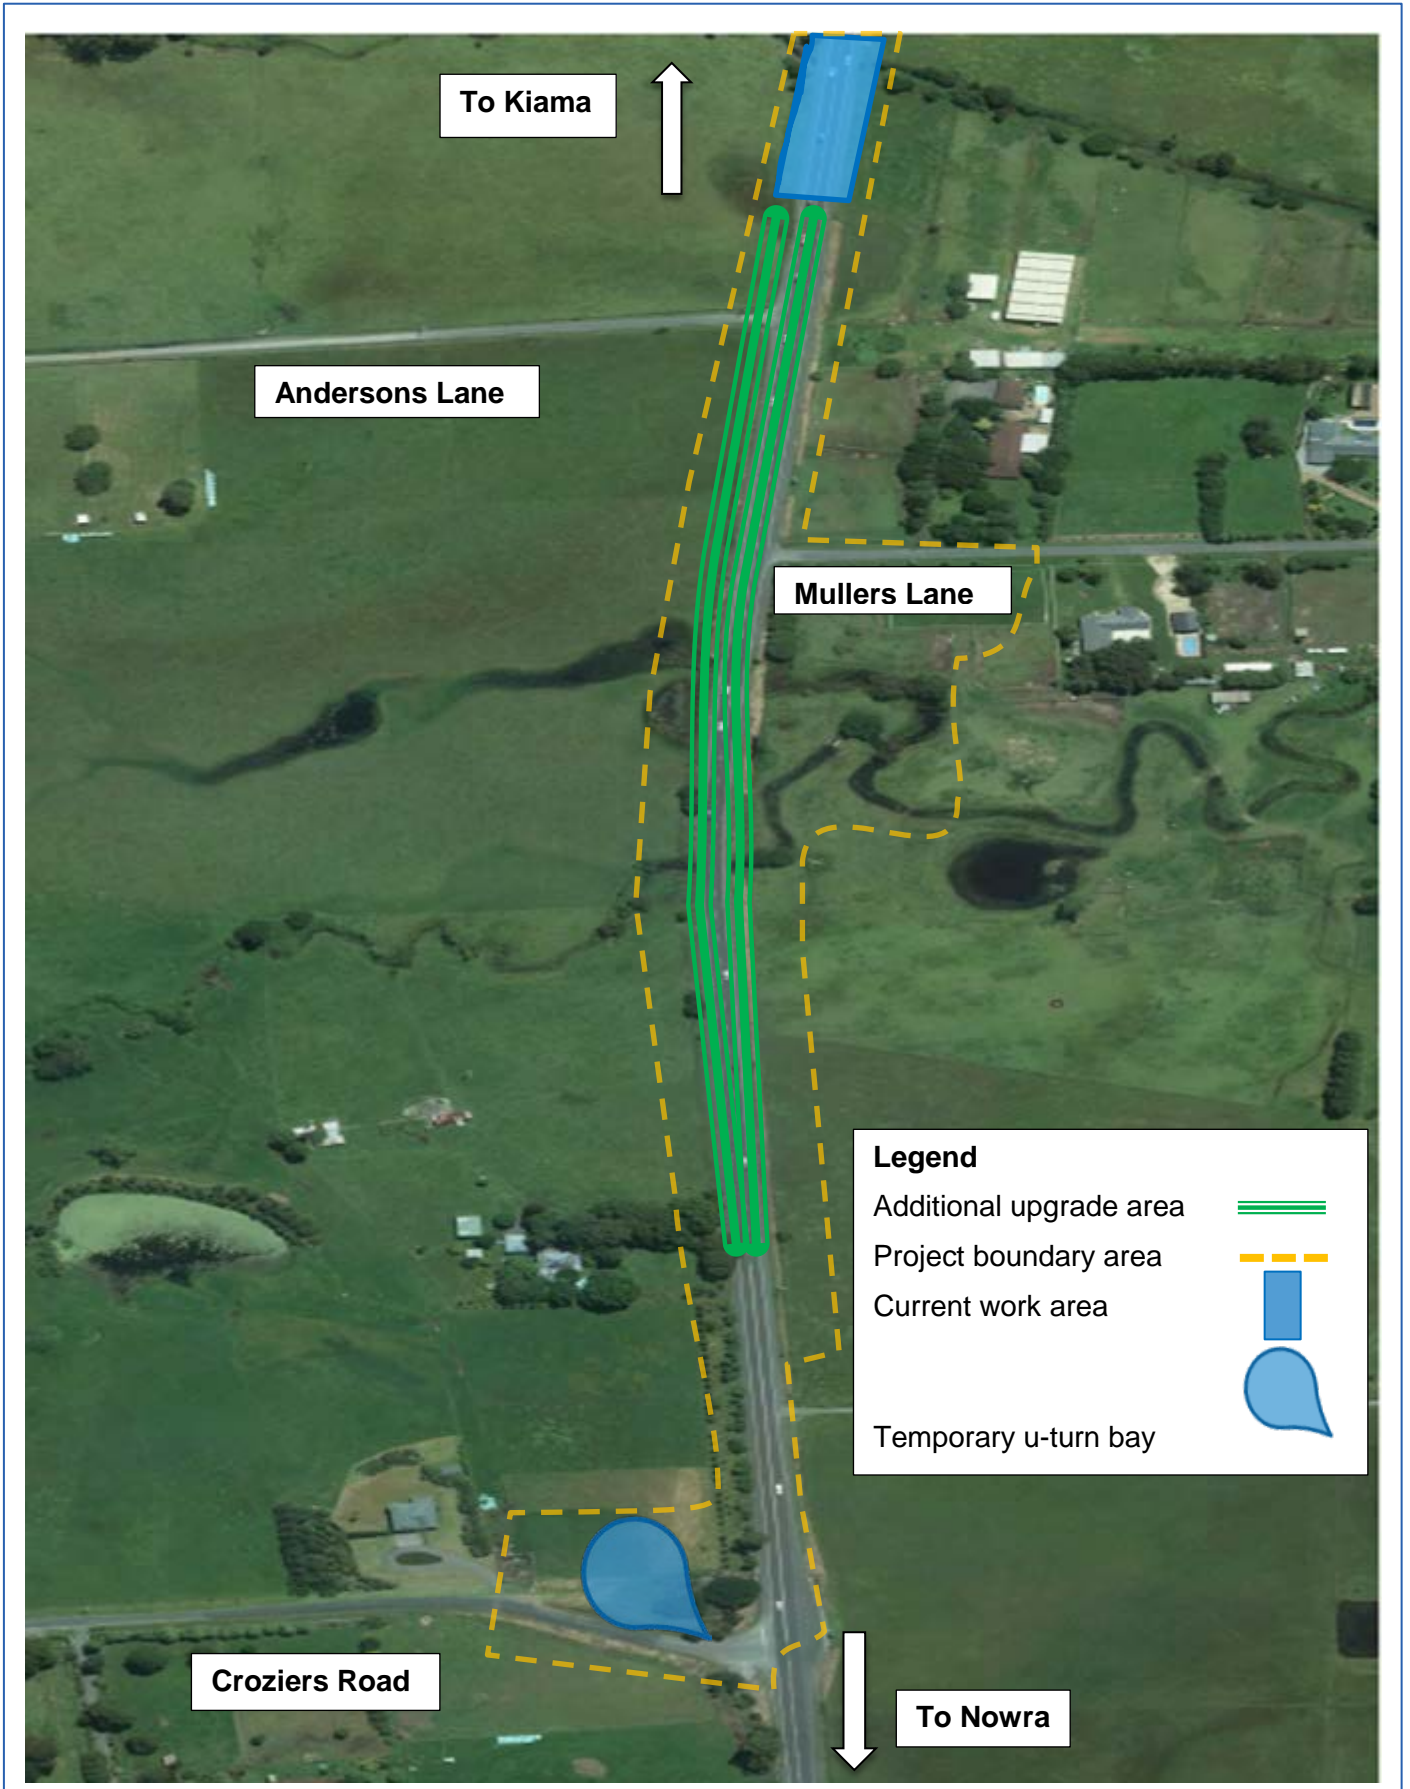 To Kiama
Andersons Lane
Mullers Lane
Legend
Additional upgrade area
Project boundary area
Current work area
Temporary u-turn bay
Croziers Road
To Nowra